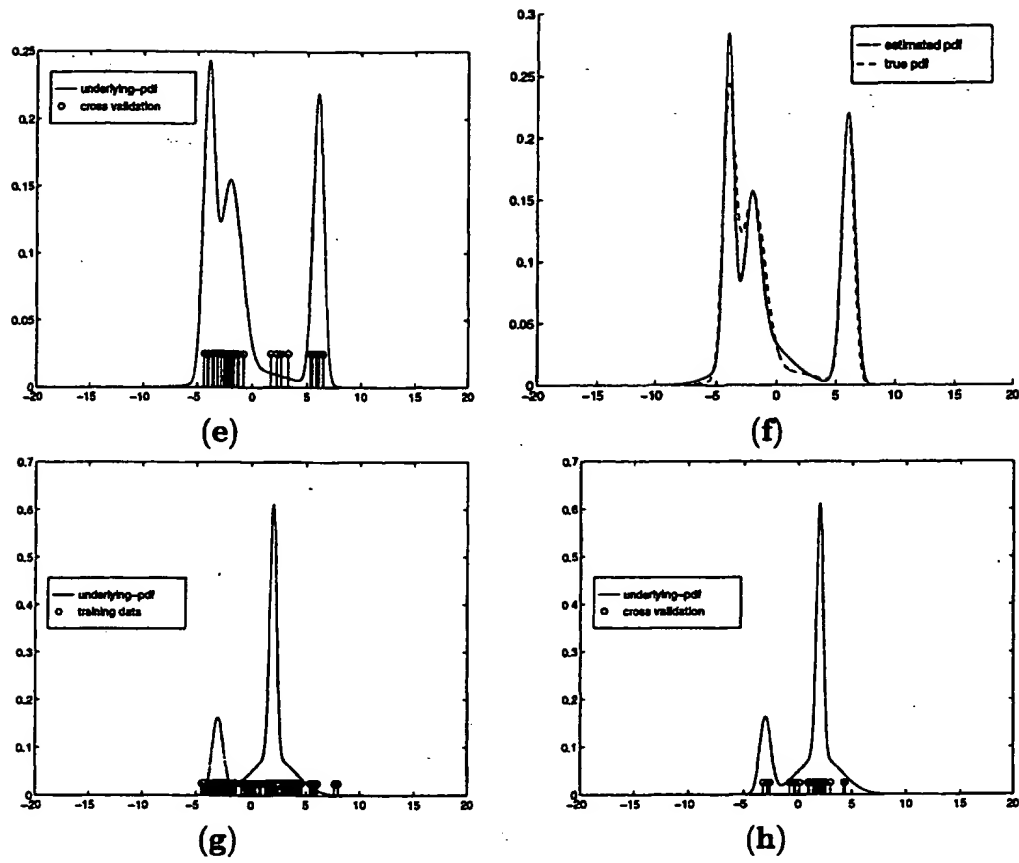 0.25
0.2
0.15
0.1
0.05
0
underlying-pdf
cross validation
-20 -15 -10 -5 0 5 10 15 20
(e)
0.3
0.25
0.2
0.15
0.1
0.05
0
estimated pdf
true pdf
-20 -15 -10 -5 0 5 10 15 20
(f)
0.7
0.6
0.5
0.4
0.3
0.2
0.1
0
underlying-pdf
training data
-20 -15 -10 -5 0 5 10 15 20
(g)
0.7
0.6
0.5
0.4
0.3
0.2
0.1
0
underlying-pdf
cross validation
-20 -15 -10 -5 0 5 10 15 20
(h)